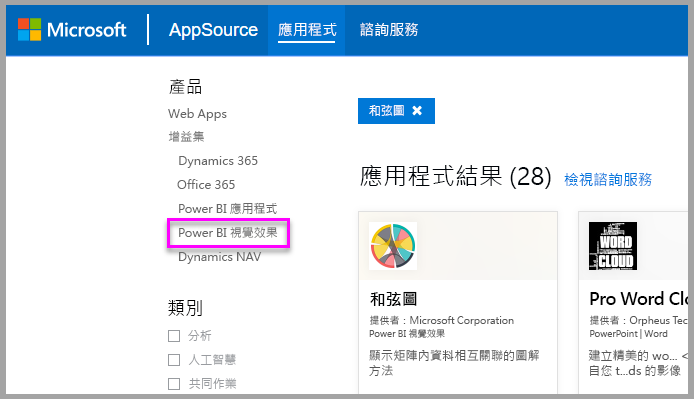 Microsoft
AppSource
應用程式
諮詢服務
產品
Web Apps
增益集
Dynamics 365
Office 365
Power BI 應用程式
Power BI 視覺效果
Dynamics NAV
類別
分析
人工智慧
共同作業
和弦圖 ✖
應用程式結果 (28)
檢視諮詢服務
和弦圖
提供者：Microsoft Corporation
Power BI 視覺效果
顯示矩陣內資料相互關聯的圖解
方法
WORD
CLOUD
Pro Word Clo
提供者：Orpheus Tec
PowerPoint | Word
建立精美的 wo... <
自您 t...ds 的影像